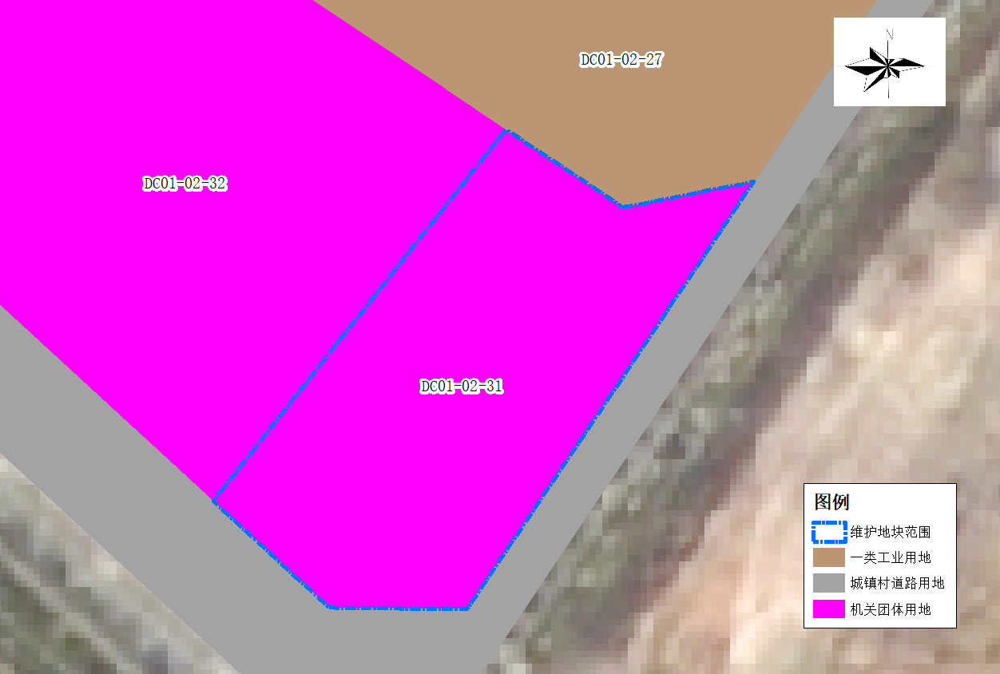 DC01-02-27
N
DC01-02-32
DC01-02-31
图例
维护地块范围
一类工业用地
城镇村道路用地
机关团体用地